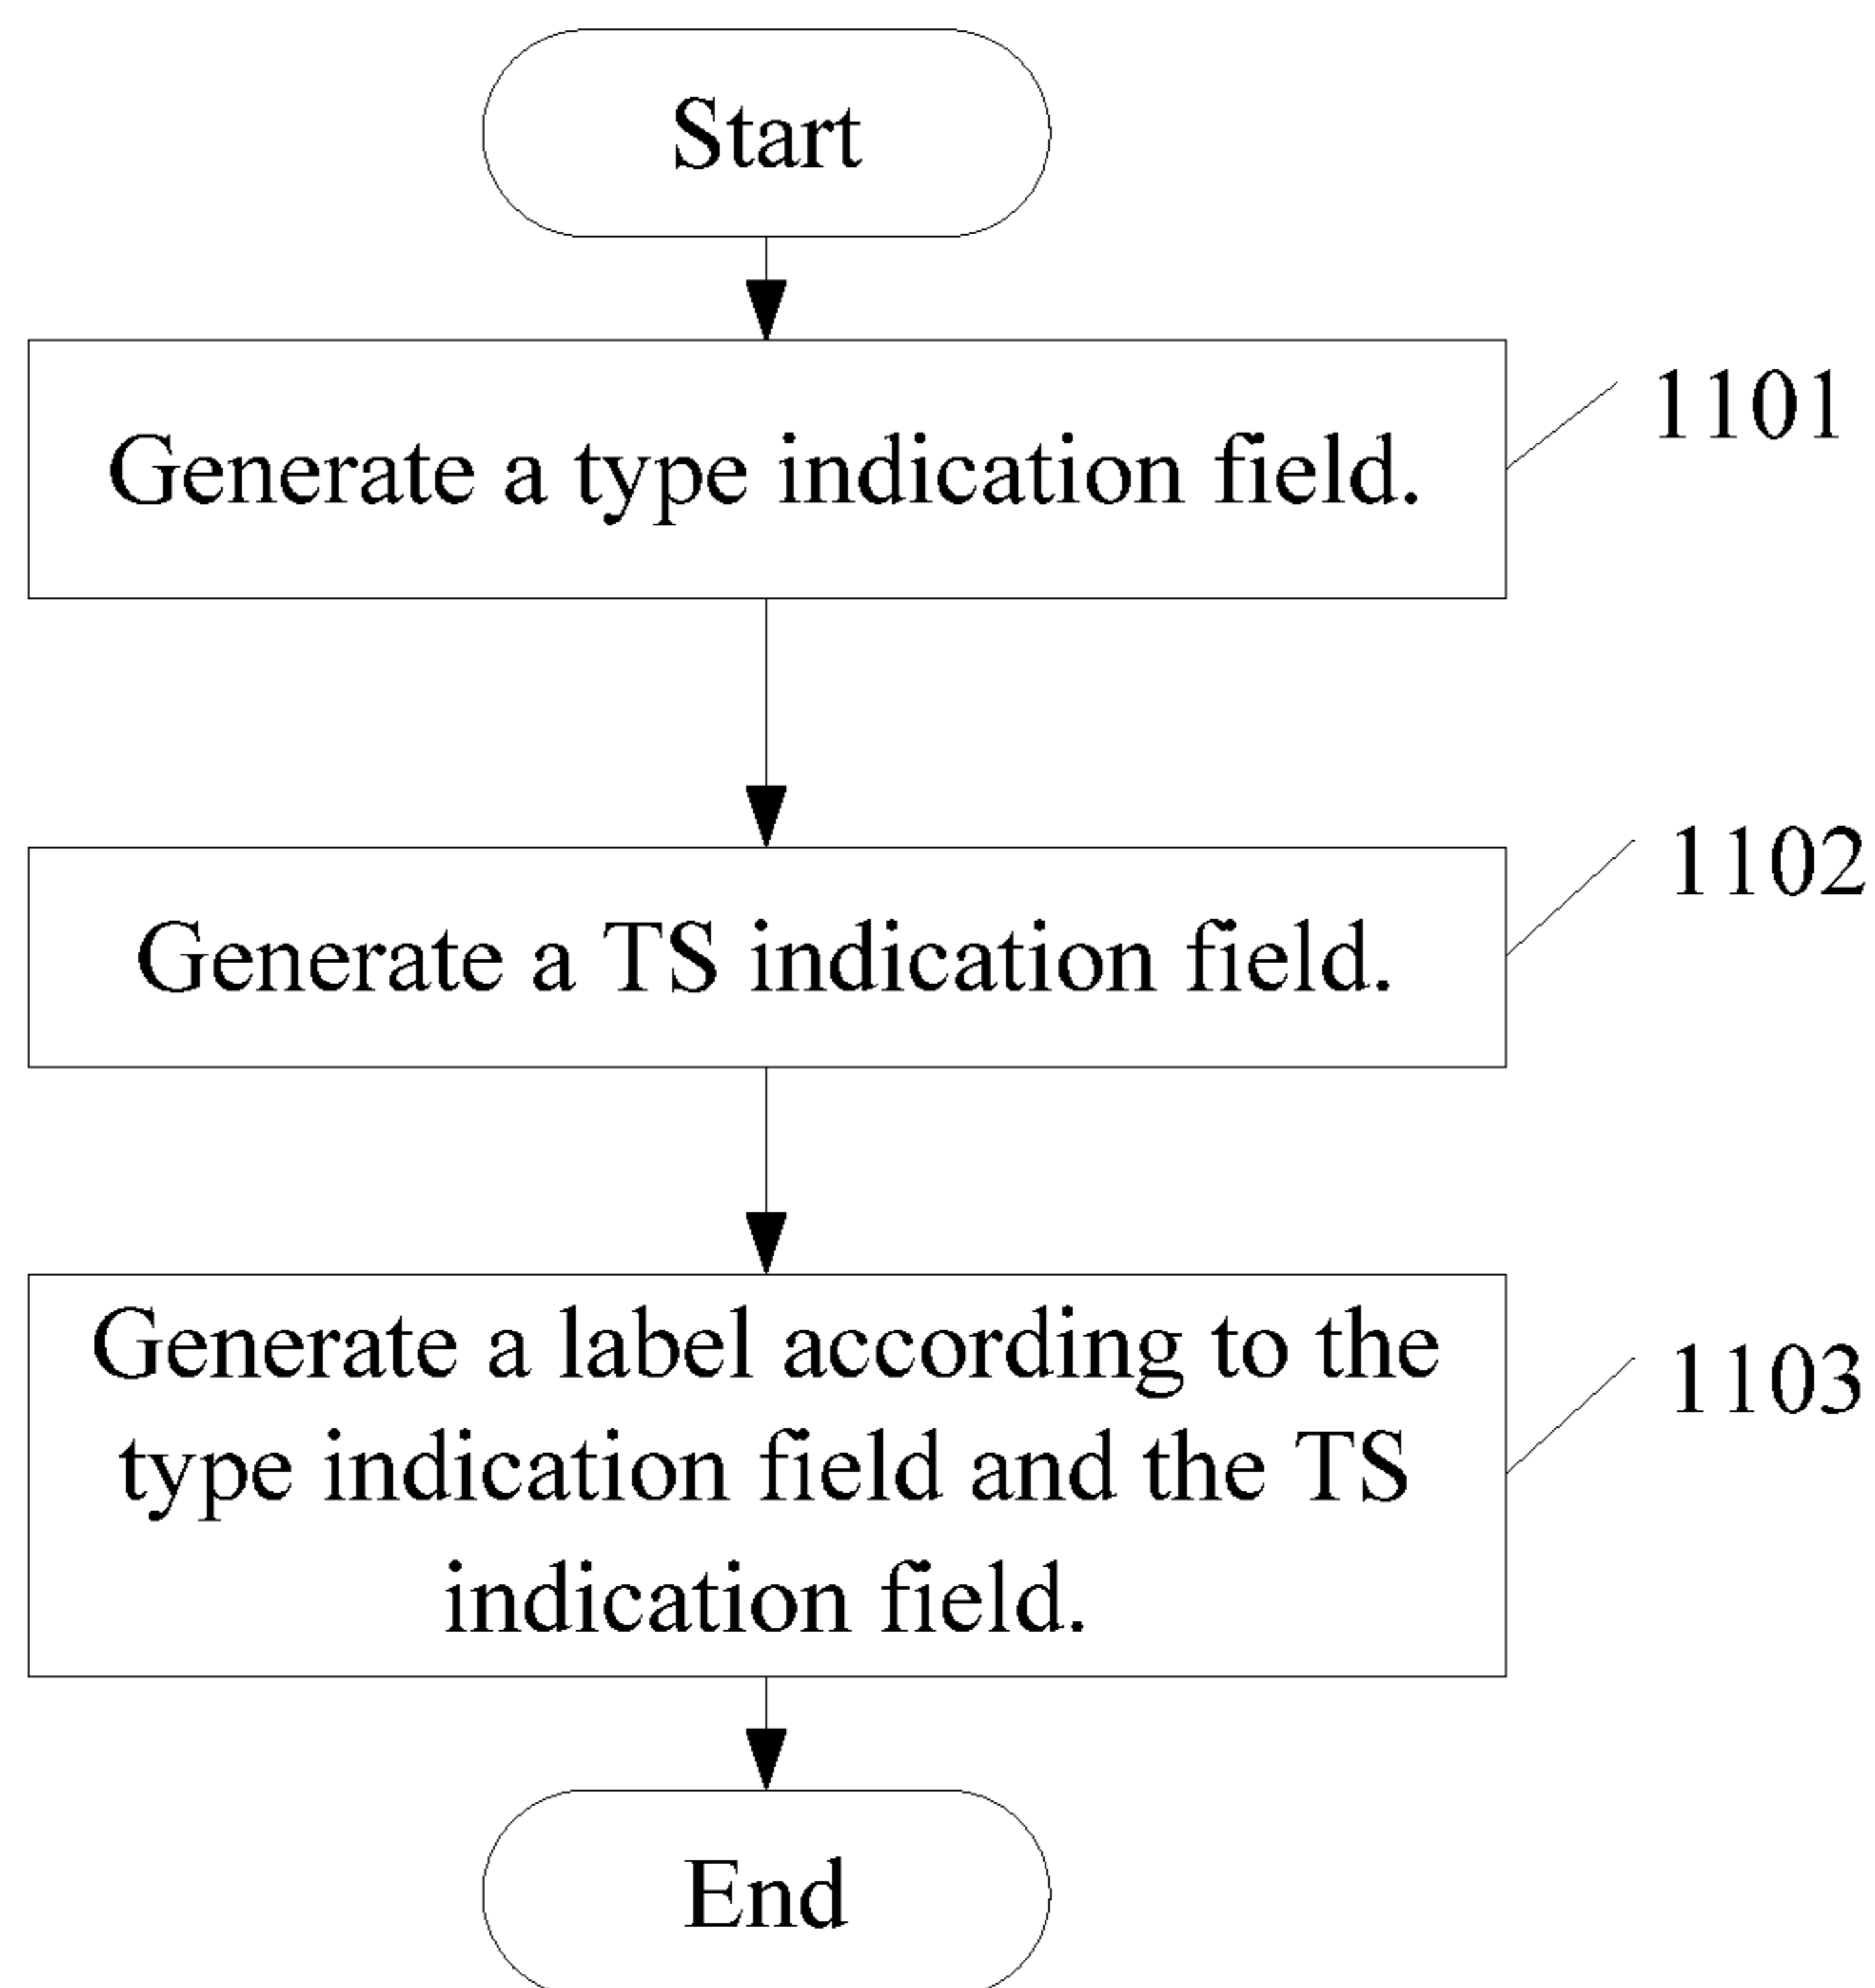 Start
1101
Generate a type indication field.
1102
Generate a TS indication field.
1103
Generate a label according to the
type indication field and the TS
indication field.
End